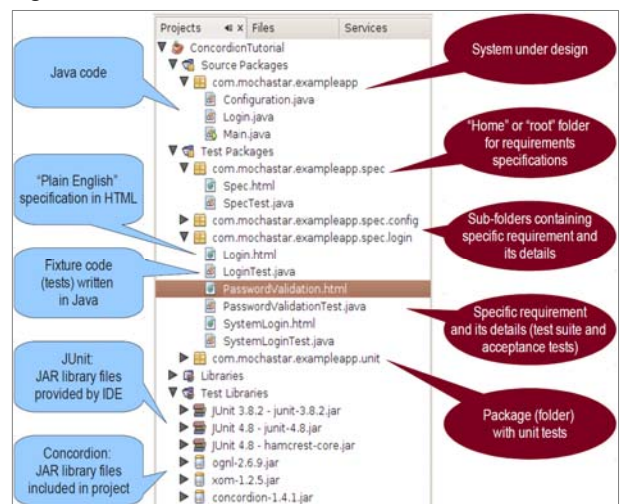 Projects
Files
Services
ConcordionTutorial
Source Packages
com.mochastar.exampleapp
Configuration.java
Login.java
Main.java
Test Packages
com.mochastar.exampleapp.spec
Spec.html
SpecTest.java
com.mochastar.exampleapp.spec.config
com.mochastar.exampleapp.spec.login
Login.html
LoginTest.java
PasswordValidation.html
PasswordValidationTest.java
SystemLogin.html
SystemLoginTest.java
com.mochastar.exampleapp.unit
Libraries
Test Libraries
JUnit 3.8.2 - junit-3.8.2.jar
JUnit 4.8 - junit-4.8.jar
JUnit 4.8 - hamcrest-core.jar
ognl-2.6.9.jar
xom-1.2.5.jar
concordion-1.4.1.jar
Java code
“Plain English”
specification in HTML
Fixture code
(tests) written
in Java
JUnit:
JAR library files
provided by IDE
Concordion:
JAR library files
included in project
System under design
“Home” or “root” folder
for requirements
specifications
Sub-folders containing
specific requirement and
its details
Specific requirement
and its details (test suite and
acceptance tests)
Package (folder)
with unit tests